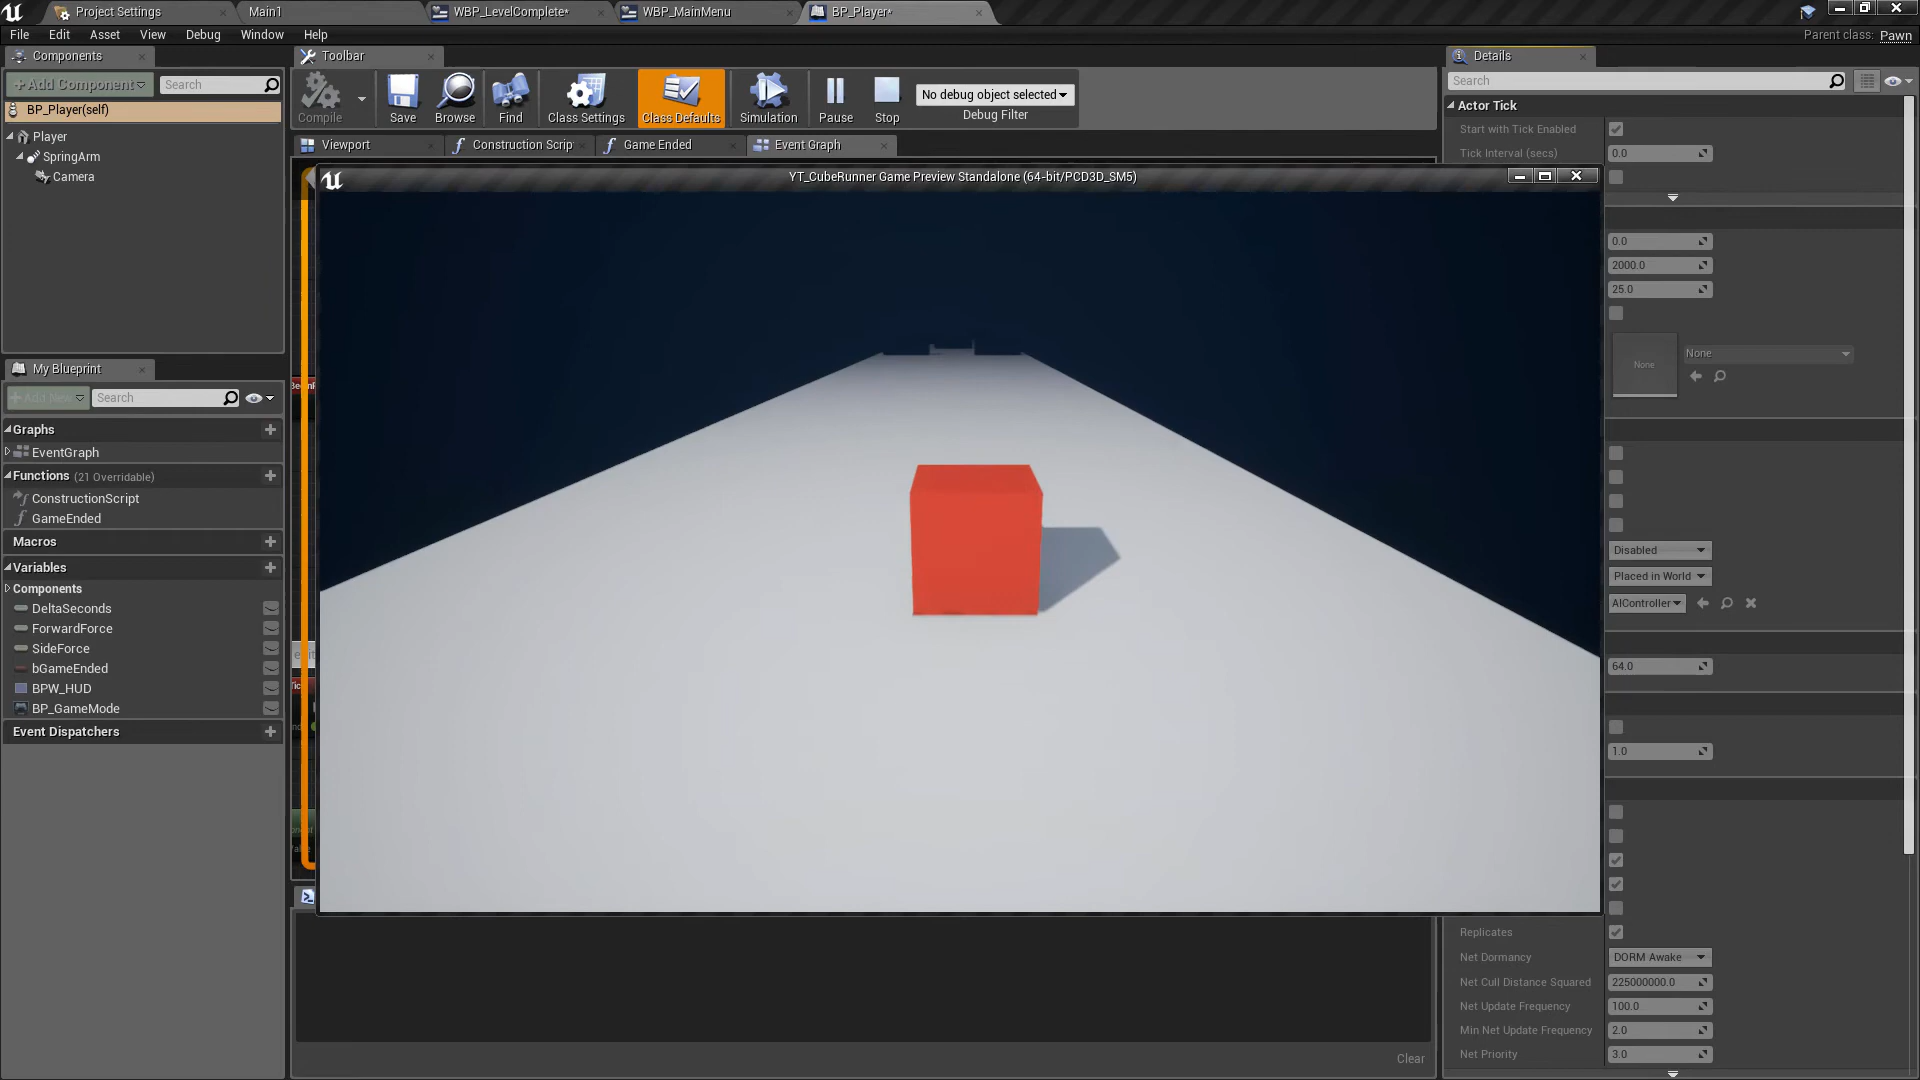 Project Settings
Main1
WBP_LevelComplete*
WBP_MainMenu
BP_Player*
File Edit Asset View Debug Window Help
Parent class: Pawn
Components
Toolbar
Details
+Add Component
Search
Compile
Save
Browse
Find
Class Settings
Class Defaults
Simulation
Pause
Stop
No debug object selected
Debug Filter
Search
BP_Player(self)
Player
SpringArm
Camera
Viewport
Construction Scrip
Game Ended
Event Graph
Actor Tick
Start with Tick Enabled
Tick Interval (secs)
0.0
YT_CubeRunner Game Preview Standalone (64-bit/PCD3D_SM5)
0.0
2000.0
25.0
None
None
Disabled
Placed in World
AIController
64.0
1.0
My Blueprint
+Add New
Search
Graphs
EventGraph
Functions (21 Overridable)
ConstructionScript
GameEnded
Macros
Variables
Components
DeltaSeconds
ForwardForce
SideForce
bGameEnded
BPW_HUD
BP_GameMode
Event Dispatchers
Replicates
Net Dormancy
DORM Awake
Net Cull Distance Squared
225000000.0
Net Update Frequency
100.0
Min Net Update Frequency
2.0
Net Priority
3.0
Clear